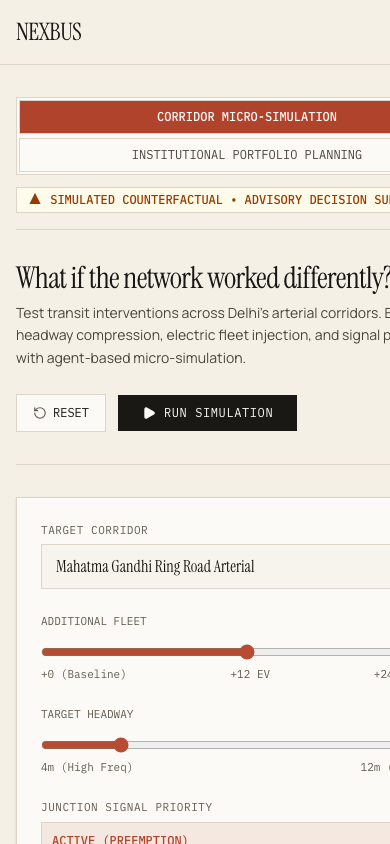 NEXBUS
CORRIDOR MICRO-SIMULATION
INSTITUTIONAL PORTFOLIO PLANNING
▲ SIMULATED COUNTERFACTUAL • ADVISORY DECISION
What if the network worked differently?
Test transit interventions across Delhi's arterial corridors.
headway compression, electric fleet injection, and signal
with agent-based micro-simulation.
RESET
RUN SIMULATION
TARGET CORRIDOR
Mahatma Gandhi Ring Road Arterial
ADDITIONAL FLEET
+0 (Baseline) +12 EV
TARGET HEADWAY
4m (High Freq) 12m
JUNCTION SIGNAL PRIORITY
ACTIVE (PREEMPTION)